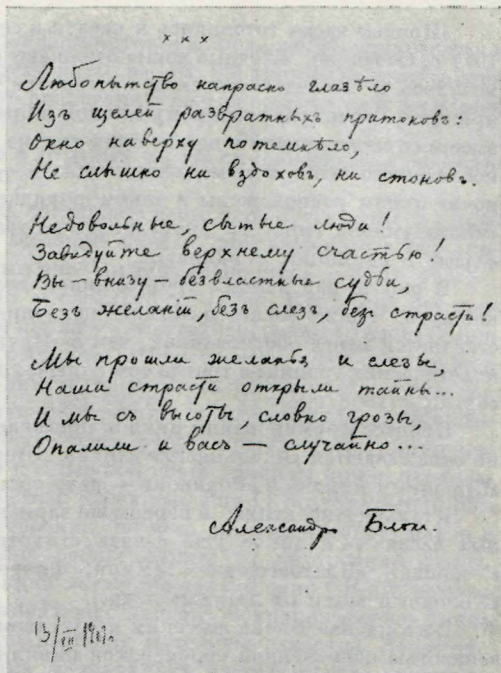 × × ×
Любопытство напрасно глазѣло
Изъ щелей развратныхъ притоновъ:
Окно наверху потемнѣло,
Не слышно ни вздоховъ, ни стоновъ.
Недовольные, сытые люди!
Завидуйте верхнему счастью!
Вы – внизу – безвластные судьи,
Безъ желаній, безъ слезъ, безъ страсти!
Мы прошли желанья и слезы,
Наши страсти открыли тайны...
И мы съ высоты, словно грозы,
Опалили и васъ – случайно...
Александръ Блокъ.